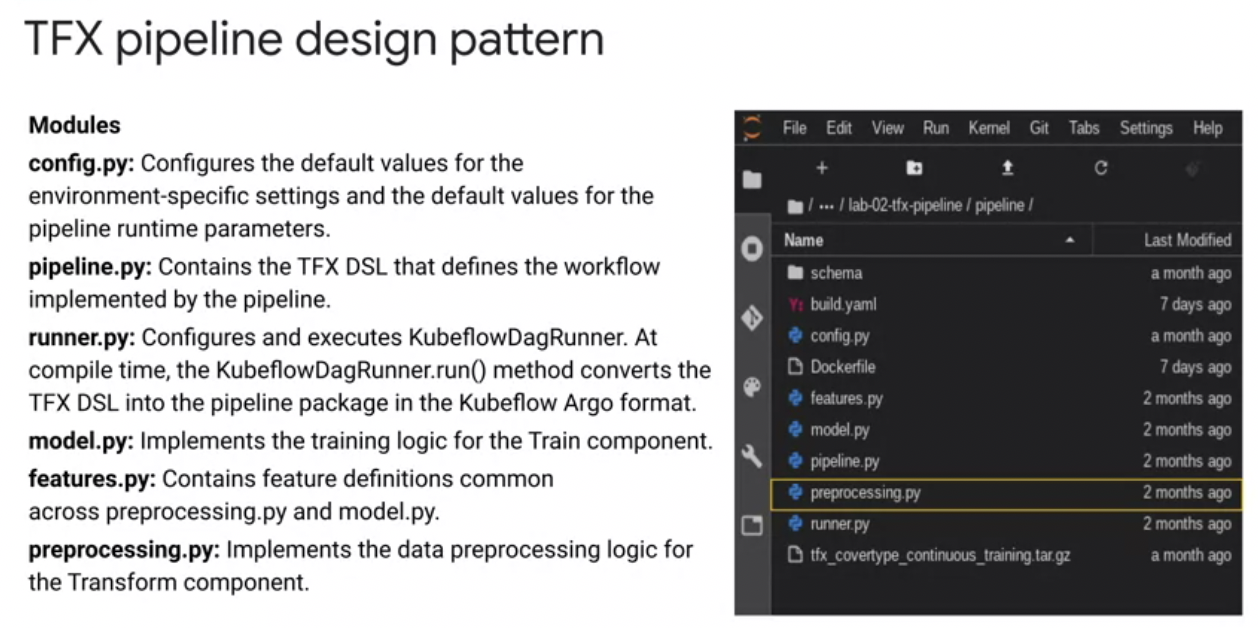 TFX pipeline design pattern
Modules
config.py: Configures the default values for the
environment-specific settings and the default values for the
pipeline runtime parameters.
pipeline.py: Contains the TFX DSL that defines the workflow
implemented by the pipeline.
runner.py: Configures and executes KubeflowDagRunner. At
compile time, the KubeflowDagRunner.run() method converts the
TFX DSL into the pipeline package in the Kubeflow Argo format.
model.py: Implements the training logic for the Train component.
features.py: Contains feature definitions common
across preprocessing.py and model.py.
preprocessing.py: Implements the data preprocessing logic for
the Transform component.
File Edit View Run Kernel Git Tabs Settings Help
/ ··· / lab-02-tfx-pipeline / pipeline /
Name Last Modified
schema a month ago
Y: build.yaml 7 days ago
config.py a month ago
Dockerfile 7 days ago
features.py 2 months ago
model.py 2 months ago
pipeline.py 2 months ago
preprocessing.py 2 months ago
runner.py 2 months ago
tfx_covertype_continuous_training.tar.gz a month ago